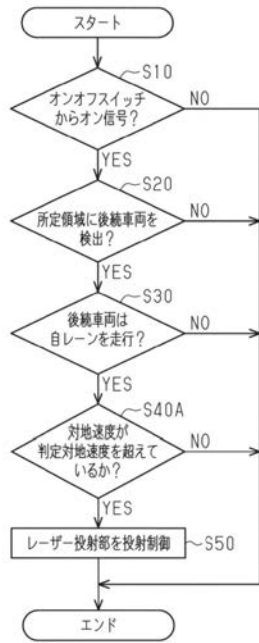 スタート
S10
オンオフスイッチ
からオン信号?
NO
YES
S20
所定領域に後続車両を
検出?
NO
YES
S30
後続車両は
自レーンを走行?
NO
YES
S40A
対地速度が
判定対地速度を超えて
いるか?
NO
YES
レーザー投射部を投射制御
S50
エンド